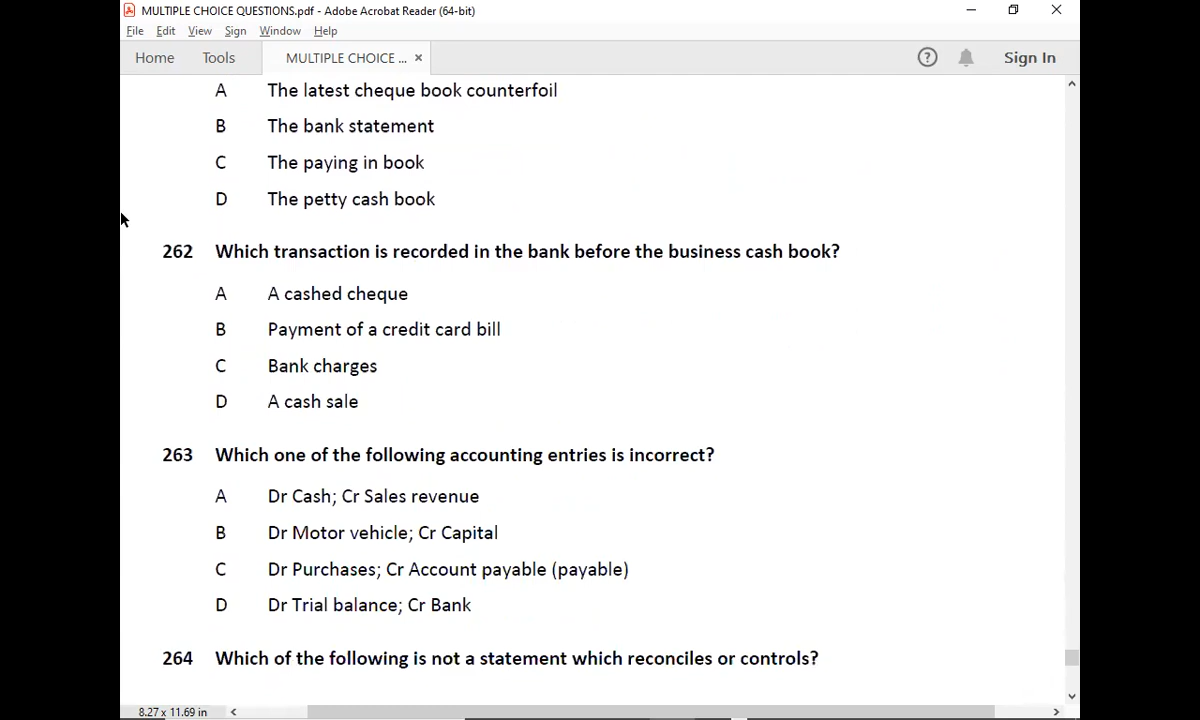 MULTIPLE CHOICE QUESTIONS.pdf - Adobe Acrobat Reader (64-bit)
File Edit View Sign Window Help
Home Tools MULTIPLE CHOICE ... × ? Sign In
A The latest cheque book counterfoil
B The bank statement
C The paying in book
D The petty cash book
262 Which transaction is recorded in the bank before the business cash book?
A A cashed cheque
B Payment of a credit card bill
C Bank charges
D A cash sale
263 Which one of the following accounting entries is incorrect?
A Dr Cash; Cr Sales revenue
B Dr Motor vehicle; Cr Capital
C Dr Purchases; Cr Account payable (payable)
D Dr Trial balance; Cr Bank
264 Which of the following is not a statement which reconciles or controls?
8.27 x 11.69 in